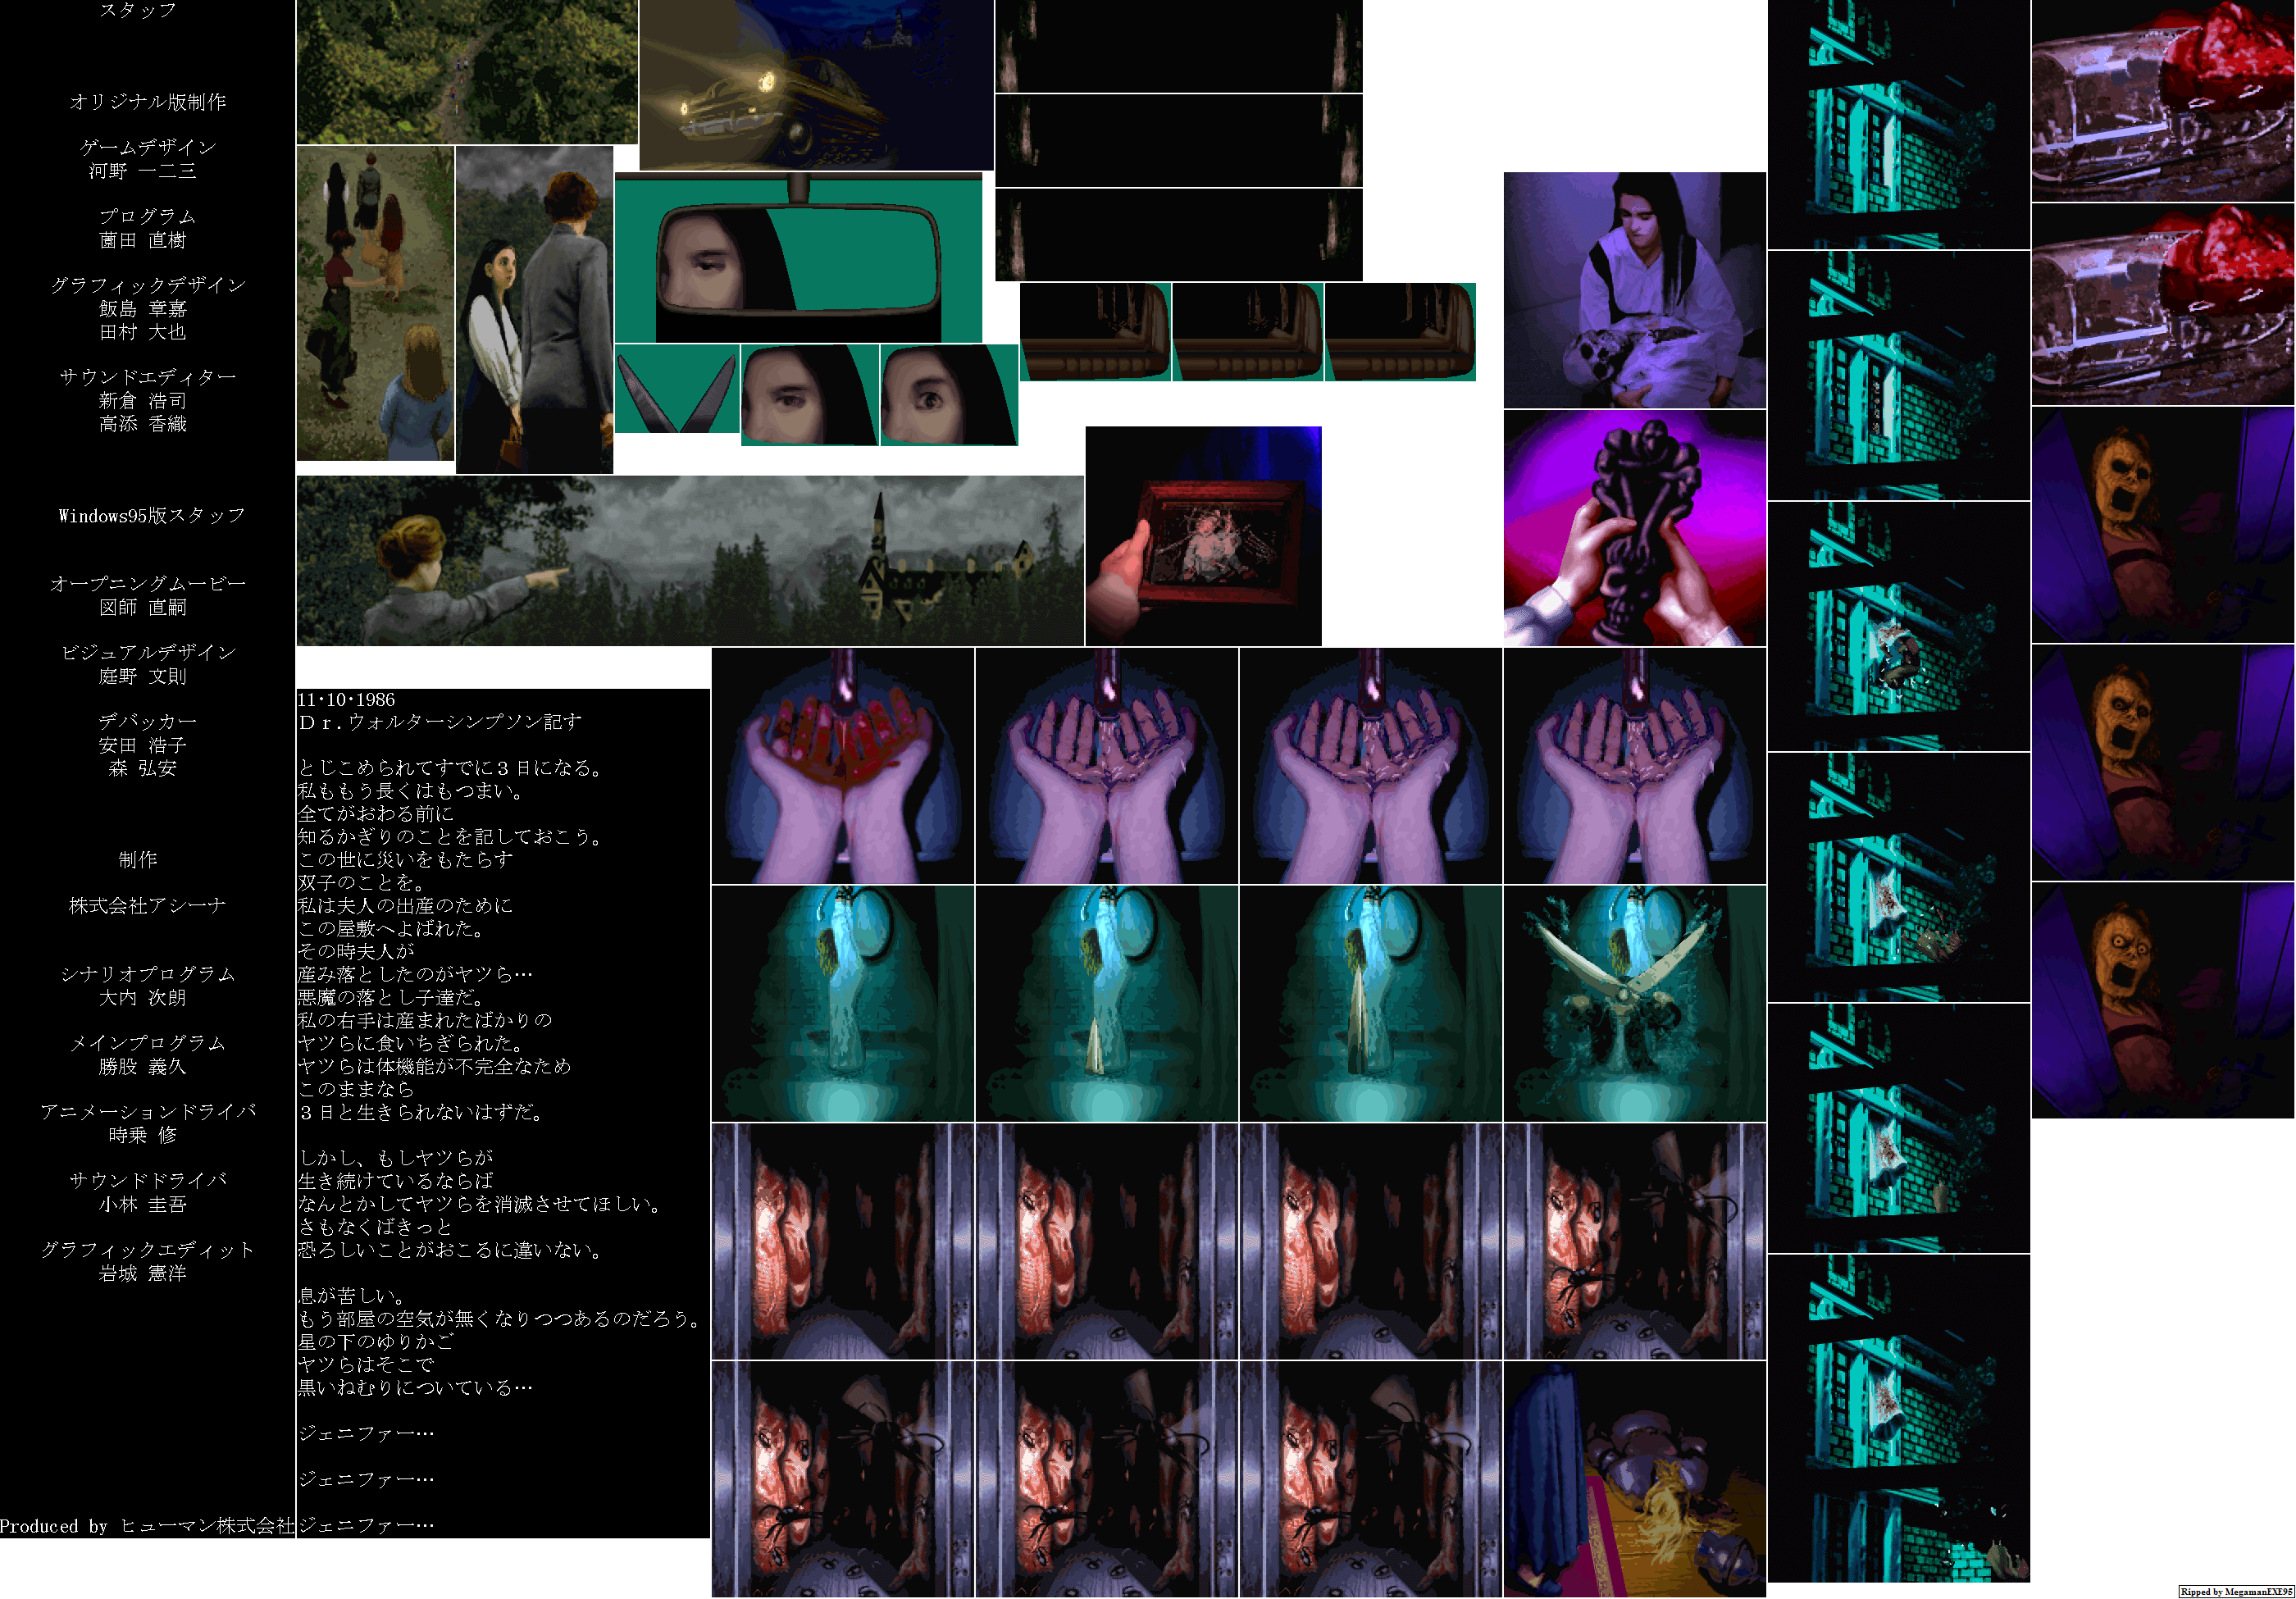 スタッフ
オリジナル版制作
ゲームデザイン
河野 一二三
プログラム
薗田 直樹
グラフィックデザイン
飯島 章嘉
田村 大也
サウンドエディター
新倉 浩司
高添 香織
Windows95版スタッフ
オープニングムービー
図師 直嗣
ビジュアルデザイン
庭野 文則
デバッカー
安田 浩子
森 弘安
制作
株式会社アシーナ
シナリオプログラム
大内 次朗
メインプログラム
勝股 義久
アニメーションドライバ
時乗 修
サウンドドライバ
小林 圭吾
グラフィックエディット
岩城 憲洋
Produced by ヒューマン株式会社
11・10・1986
Ｄｒ.ウォルターシンプソン記す
とじこめられてすでに３日になる。
私ももう長くはもつまい。
全てがおわる前に
知るかぎりのことを記しておこう。
この世に災いをもたらす
双子のことを。
私は夫人の出産のために
この屋敷へよばれた。
その時夫人が
産み落としたのがヤツら…
悪魔の落とし子達だ。
私の右手は産まれたばかりの
ヤツらに食いちぎられた。
ヤツらは体機能が不完全なため
このままなら
３日と生きられないはずだ。
しかし、もしヤツらが
生き続けているならば
なんとかしてヤツらを消滅させてほしい。
さもなくばきっと
恐ろしいことがおこるに違いない。
息が苦しい。
もう部屋の空気が無くなりつつあるのだろう。
星の下のゆりかご
ヤツらはそこで
黒いねむりについている…
ジェニファー…
ジェニファー…
ジェニファー…
Ripped by MegamanEXE95